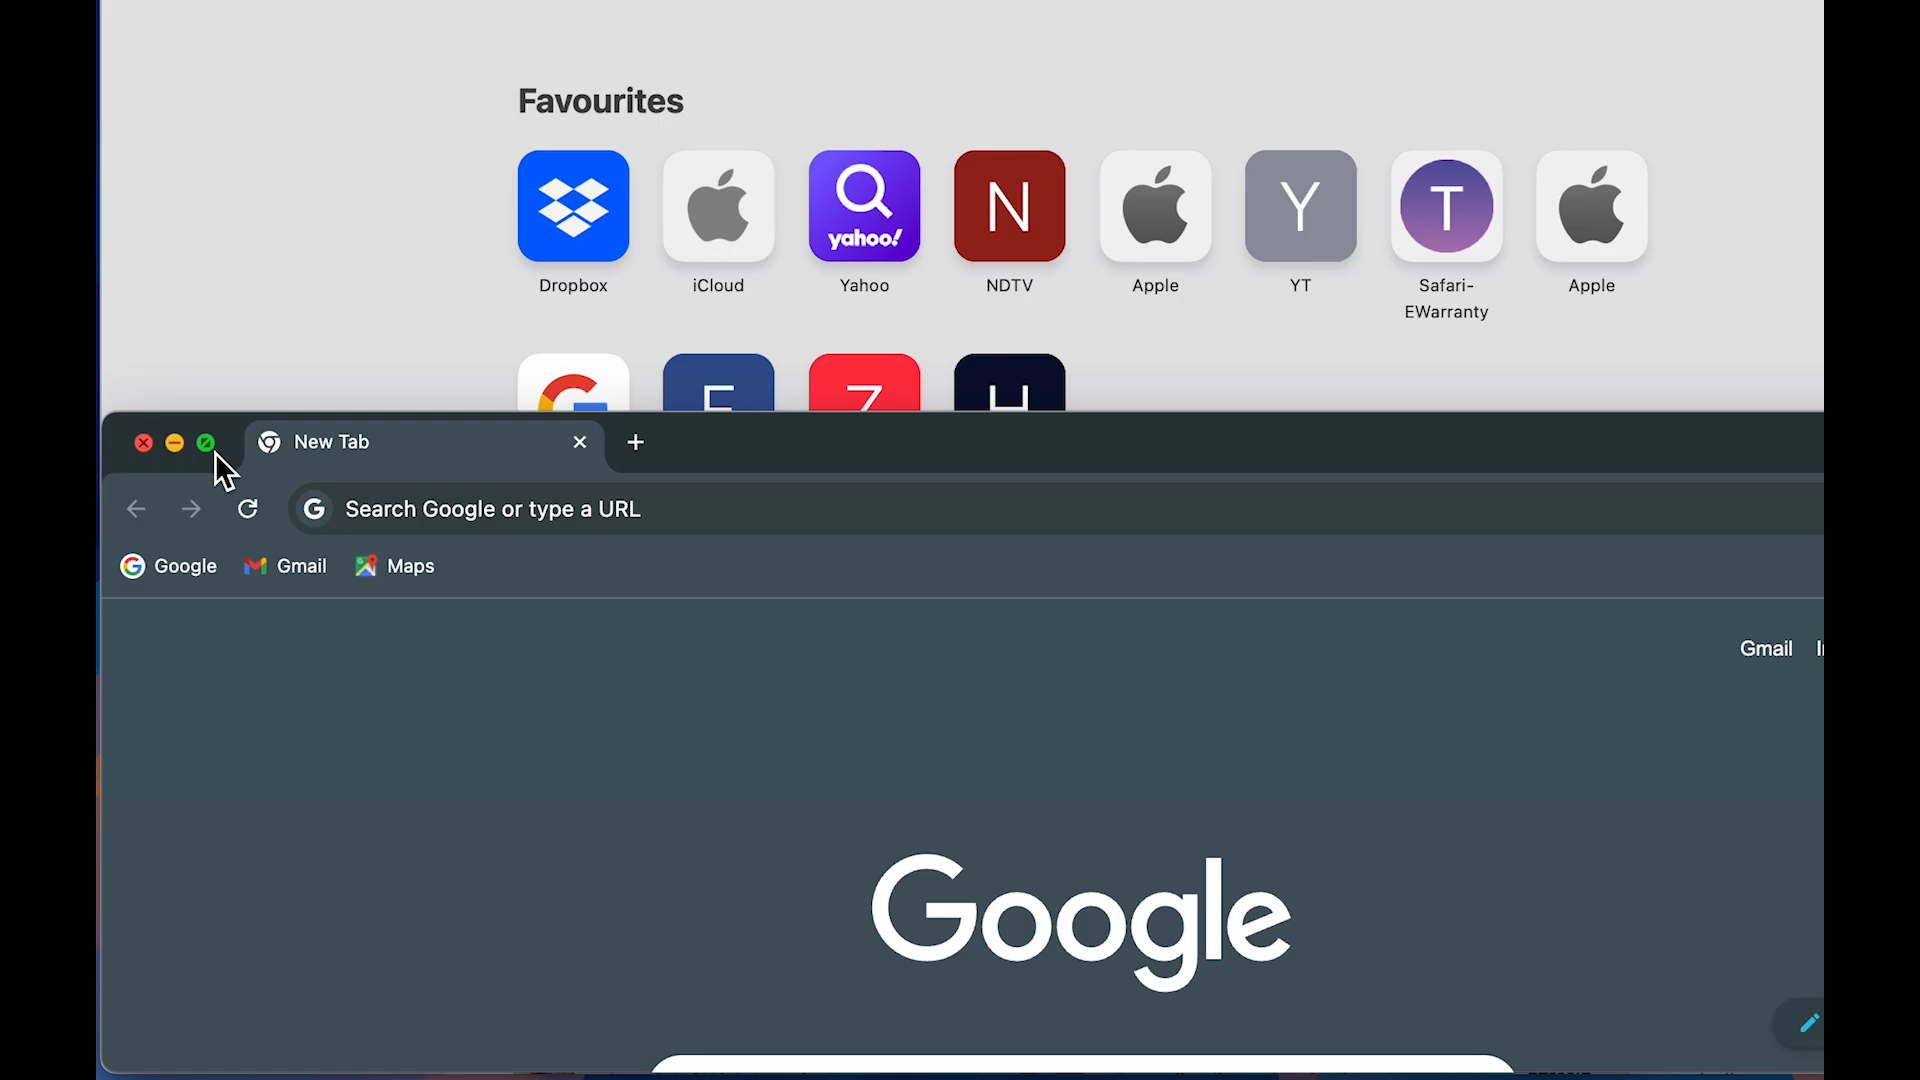 Favourites
yahoo!
N
Y
T
Dropbox
iCloud
Yahoo
NDTV
Apple
YT
Safari-
EWarranty
Apple
New Tab
Search Google or type a URL
Google
Gmail
Maps
Gmail
Google